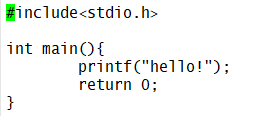 #include<stdio.h>

int main(){
        printf("hello!");
        return 0;
}